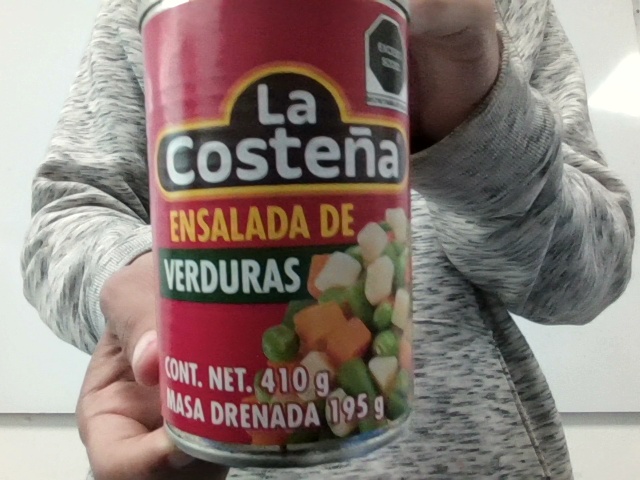 La
Costeña
ENSALADA DE
VERDURAS
CONT. NET. 410 g
MASA DRENADA 195 g